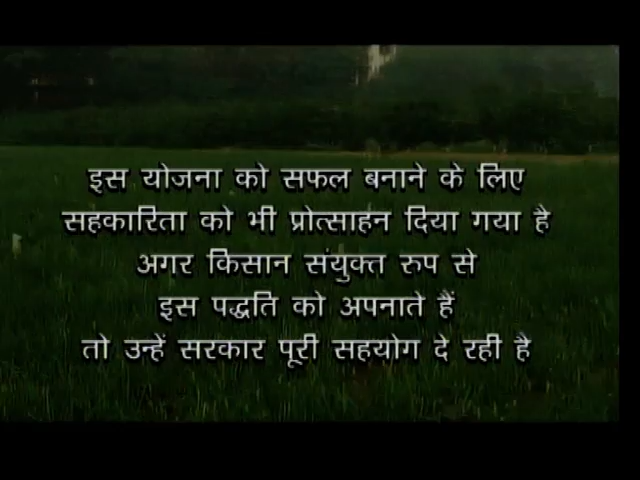 इस योजना को सफल बनाने के लिए
सहकारिता को भी प्रोत्साहन दिया गया है
अगर किसान संयुक्त रुप से
इस पद्धति को अपनाते हैं
तो उन्हें सरकार पूरी सहयोग दे रही है